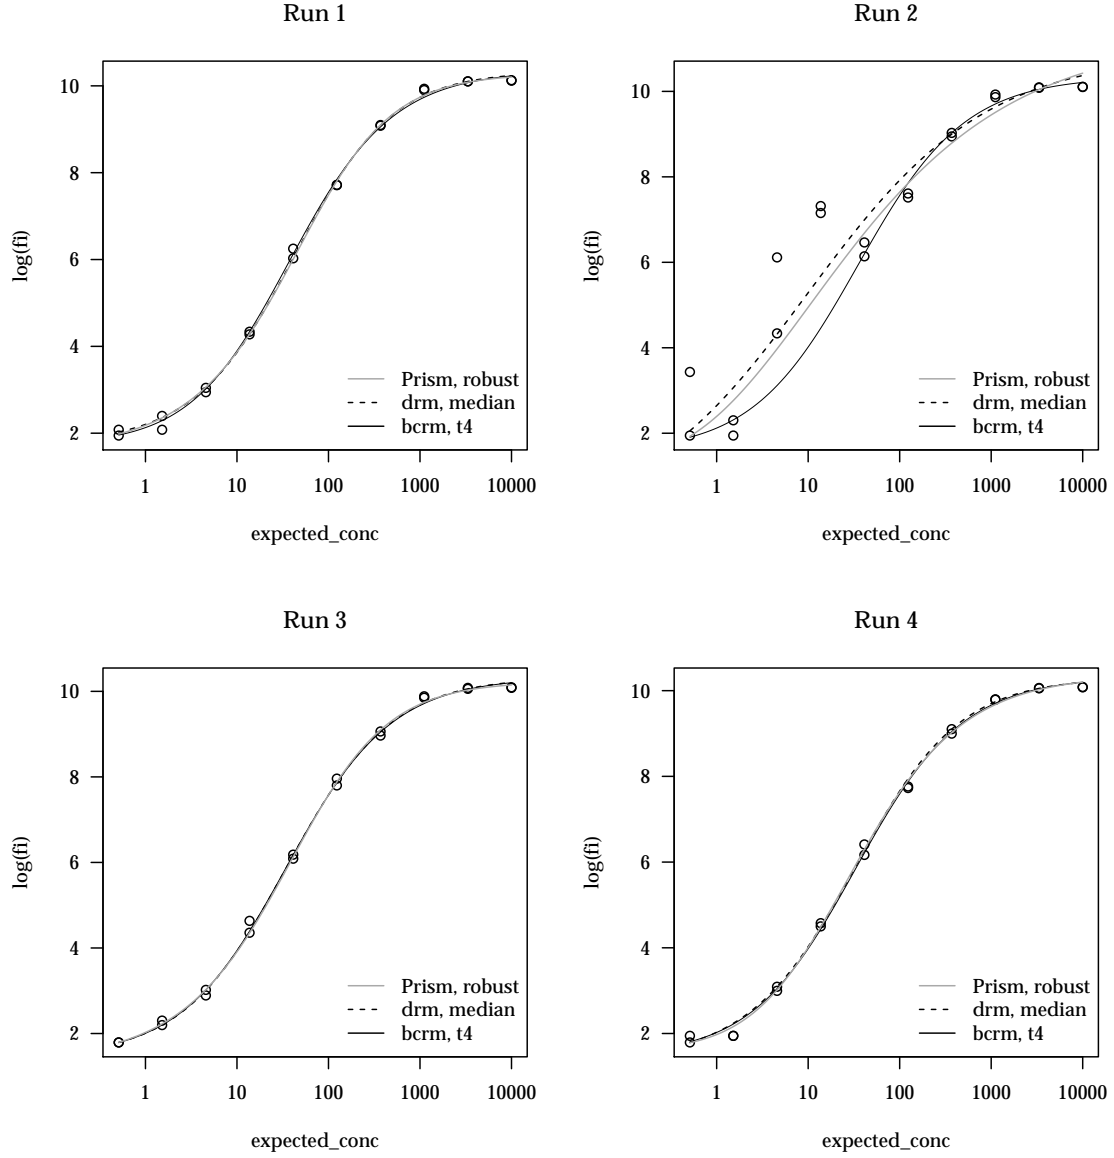 Run 1
10
8
6
4
2
log(fi)
Prism, robust
drm, median
bcrm, t4
1 10 100 1000 10000
expected_conc
Run 2
10
8
6
4
2
log(fi)
Prism, robust
drm, median
bcrm, t4
1 10 100 1000 10000
expected_conc
Run 3
10
8
6
4
2
log(fi)
Prism, robust
drm, median
bcrm, t4
1 10 100 1000 10000
expected_conc
Run 4
10
8
6
4
2
log(fi)
Prism, robust
drm, median
bcrm, t4
1 10 100 1000 10000
expected_conc